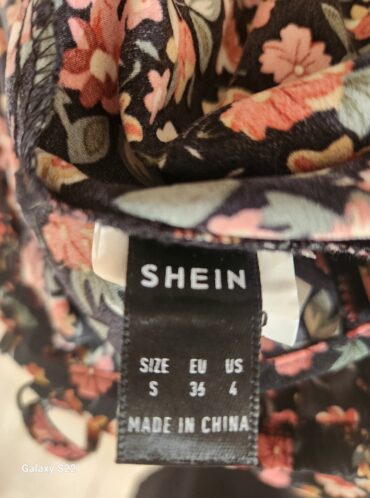 SHEIN
SIZE EU US
S 36 4
MADE IN CHINA
Galaxy S22